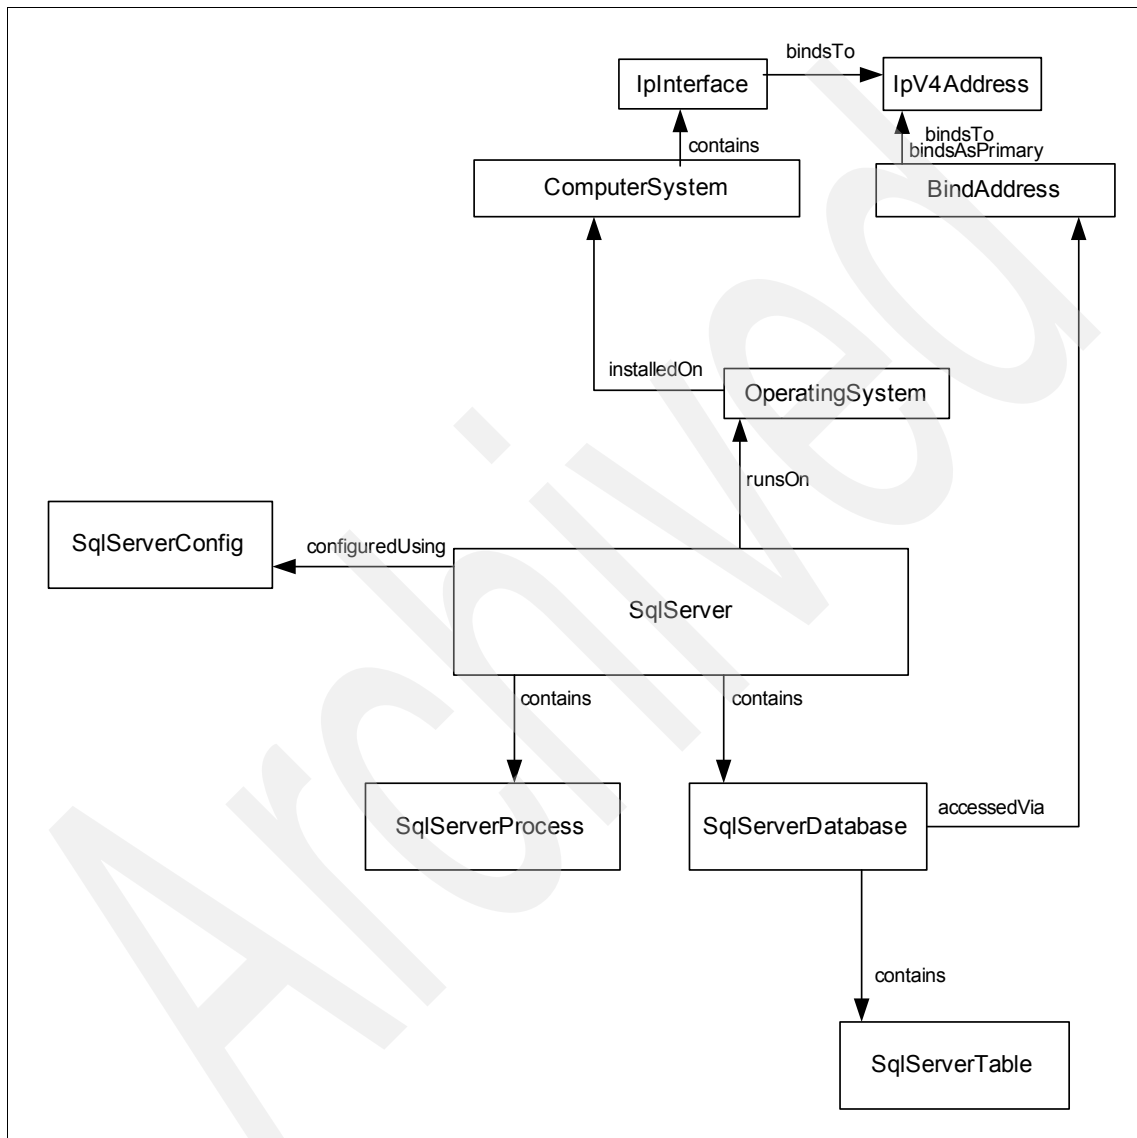 bindsTo
IpInterface
IpV4Address
contains
bindsTo
bindsAsPrimary
ComputerSystem
BindAddress
installedOn
OperatingSystem
runsOn
SqlServerConfig
configuredUsing
SqlServer
contains
contains
SqlServerProcess
SqlServerDatabase
accessedVia
contains
SqlServerTable
Archived